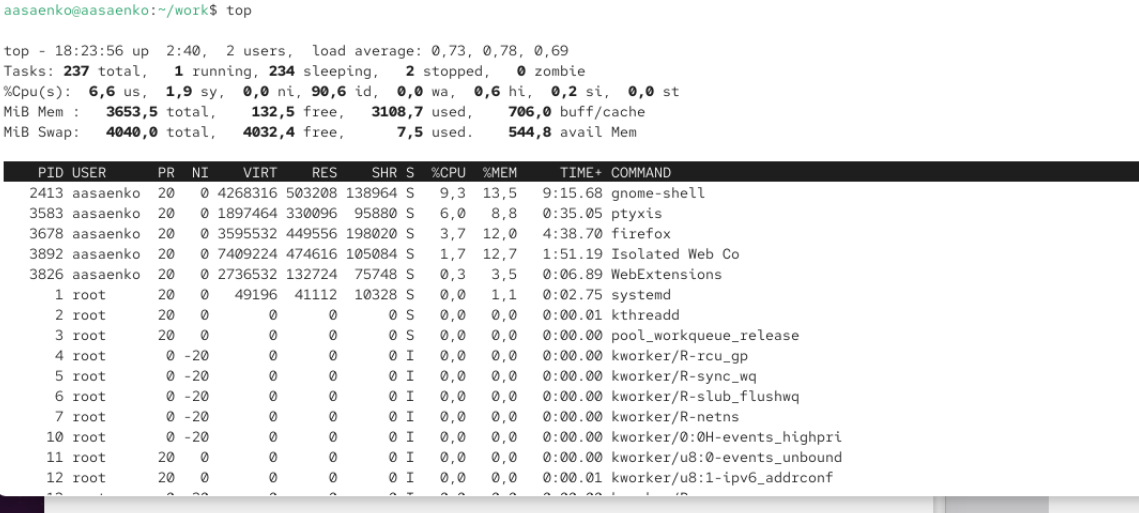 aasaenko@aasaenko:~/work$ top
top - 18:23:56 up  2:40,  2 users,  load average: 0,73, 0,78, 0,69
Tasks: 237 total,   1 running, 234 sleeping,   2 stopped,   0 zombie
%Cpu(s):  6,6 us,  1,9 sy,  0,0 ni, 90,6 id,  0,0 wa,  0,6 hi,  0,2 si,  0,0 st
MiB Mem :   3653,5 total,    132,5 free,   3108,7 used,    706,0 buff/cache
MiB Swap:   4040,0 total,   4032,4 free,      7,5 used.    544,8 avail Mem
PID USER      PR  NI    VIRT    RES    SHR S  %CPU  %MEM     TIME+ COMMAND
2413 aasaenko  20   0 4268316 503208 138964 S   9,3  13,5   9:15.68 gnome-shell
3583 aasaenko  20   0 1897464 330096  95880 S   6,0   8,8   0:35.05 ptyxis
3678 aasaenko  20   0 3595532 449556 198020 S   3,7  12,0   4:38.70 firefox
3892 aasaenko  20   0 7409224 474616 105084 S   1,7  12,7   1:51.19 Isolated Web Co
3826 aasaenko  20   0 2736532 132724  75748 S   0,3   3,5   0:06.89 WebExtensions
1 root      20   0   49196  41112  10328 S   0,0   1,1   0:02.75 systemd
2 root      20   0       0      0      0 S   0,0   0,0   0:00.01 kthreadd
3 root      20   0       0      0      0 S   0,0   0,0   0:00.00 pool_workqueue_release
4 root       0 -20       0      0      0 I   0,0   0,0   0:00.00 kworker/R-rcu_gp
5 root       0 -20       0      0      0 I   0,0   0,0   0:00.00 kworker/R-sync_wq
6 root       0 -20       0      0      0 I   0,0   0,0   0:00.00 kworker/R-slub_flushwq
7 root       0 -20       0      0      0 I   0,0   0,0   0:00.00 kworker/R-netns
10 root       0 -20       0      0      0 I   0,0   0,0   0:00.00 kworker/0:0H-events_highpri
11 root      20   0       0      0      0 I   0,0   0,0   0:00.00 kworker/u8:0-events_unbound
12 root      20   0       0      0      0 I   0,0   0,0   0:00.01 kworker/u8:1-ipv6_addrconf